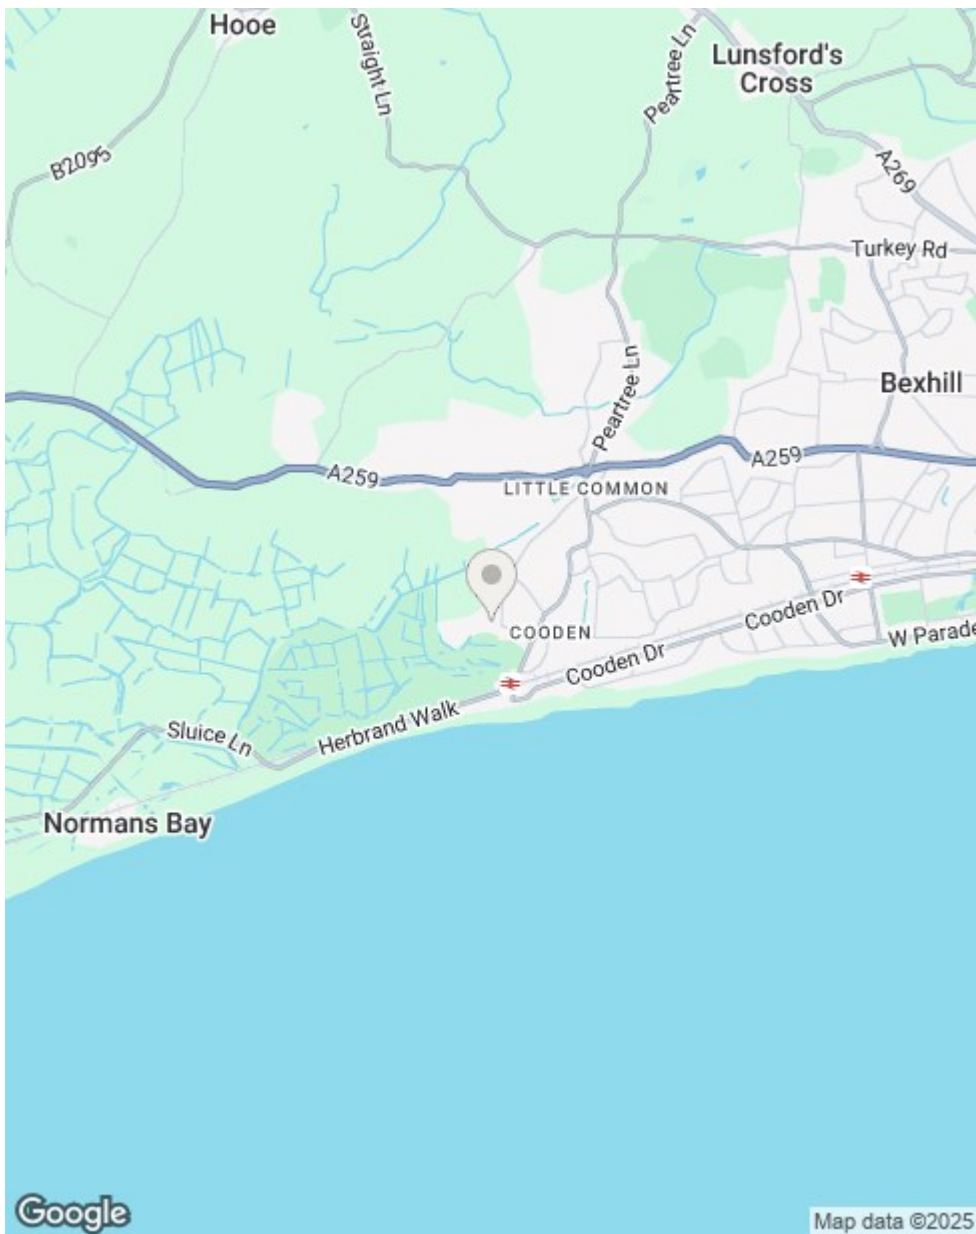 Hooe
Straight Ln
Peartree Ln
Lunsford's
Cross
B2095
A269
Turkey Rd
Peartree Ln
Bexhill
A259
A259
LITTLE COMMON
COODEN
Cooden Dr
Cooden Dr
W Parade
Herbrand Walk
Sluice Ln
Normans Bay
Google
Map data ©2025